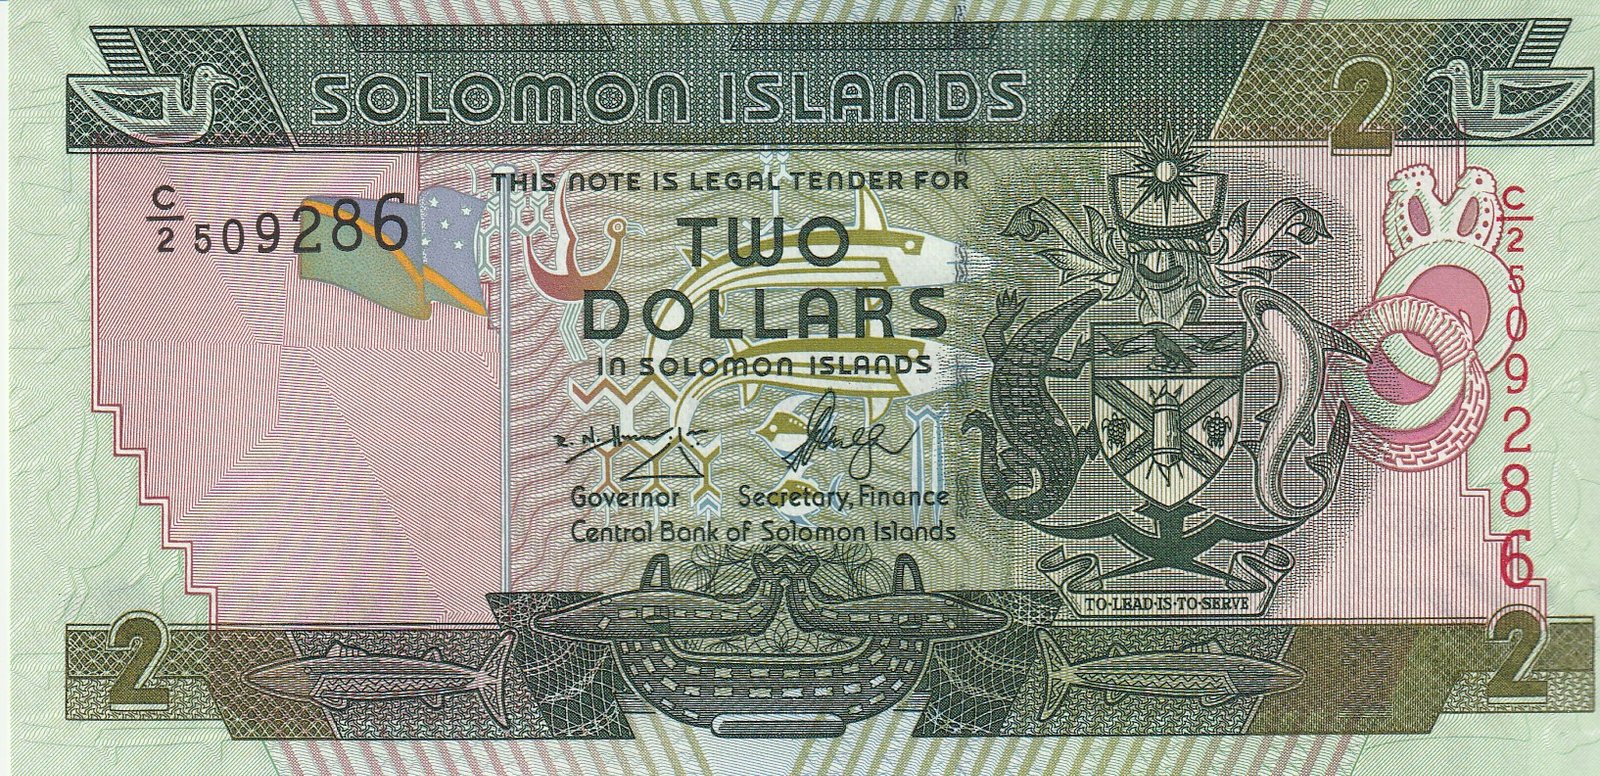 SOLOMON ISLANDS 2
C/2 509286
THIS NOTE IS LEGAL TENDER FOR
TWO
DOLLARS
IN SOLOMON ISLANDS
Governor Secretary, Finance
Central Bank of Solomon Islands
TO·LEAD·IS·TO·SERVE
C/2 509286
2 2